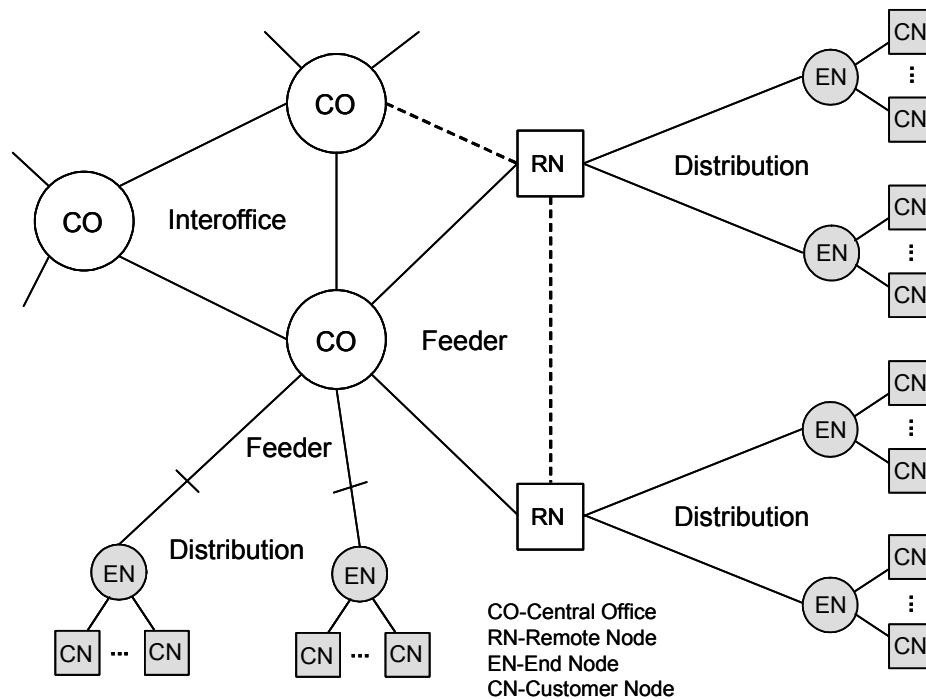 CN
CO
EN
⋮
CN
RN
Distribution
CN
CO
Interoffice
EN
⋮
CN
CO
Feeder
CN
EN
⋮
Feeder
CN
RN
Distribution
Distribution
CN
EN
EN
EN
⋮
CO-Central Office
RN-Remote Node
CN
CN ... CN
CN ... CN
EN-End Node
CN-Customer Node